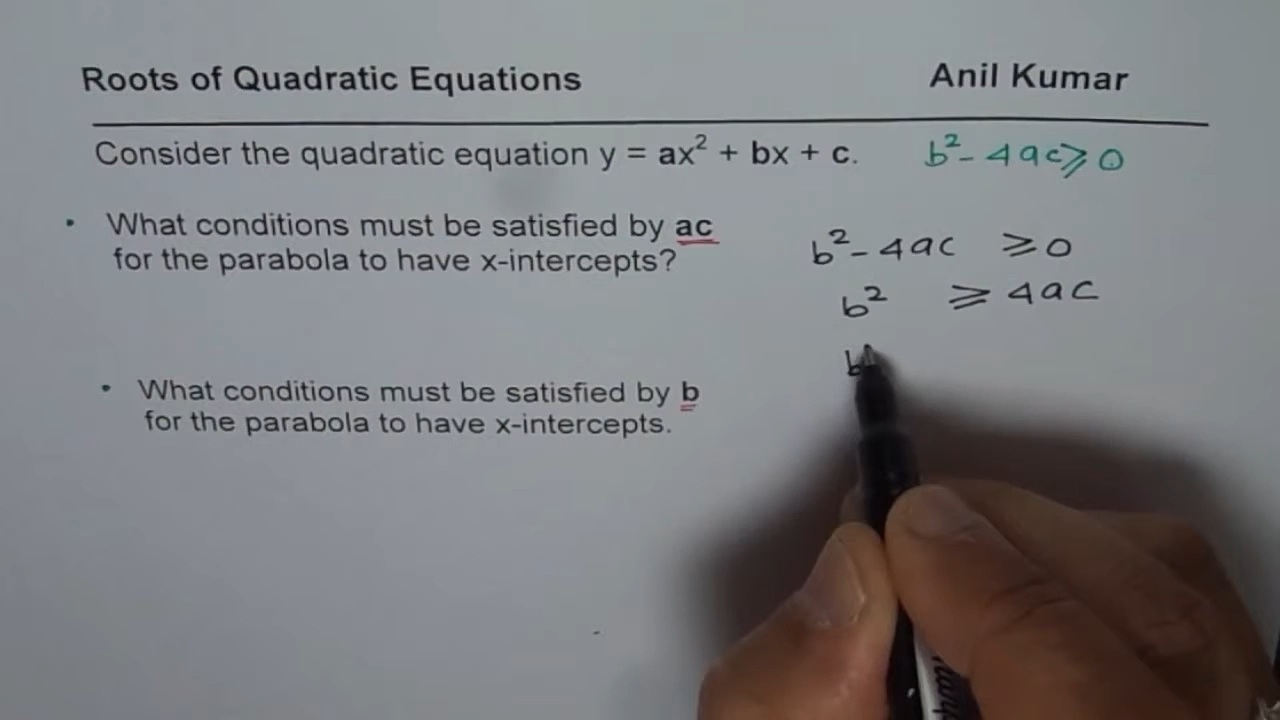 Roots of Quadratic Equations Anil Kumar
Consider the quadratic equation y = ax² + bx + c. b² - 4ac ≥ 0
• What conditions must be satisfied by ac
for the parabola to have x-intercepts?
b² - 4ac ≥ 0
b² ≥ 4ac
b
• What conditions must be satisfied by b
for the parabola to have x-intercepts.